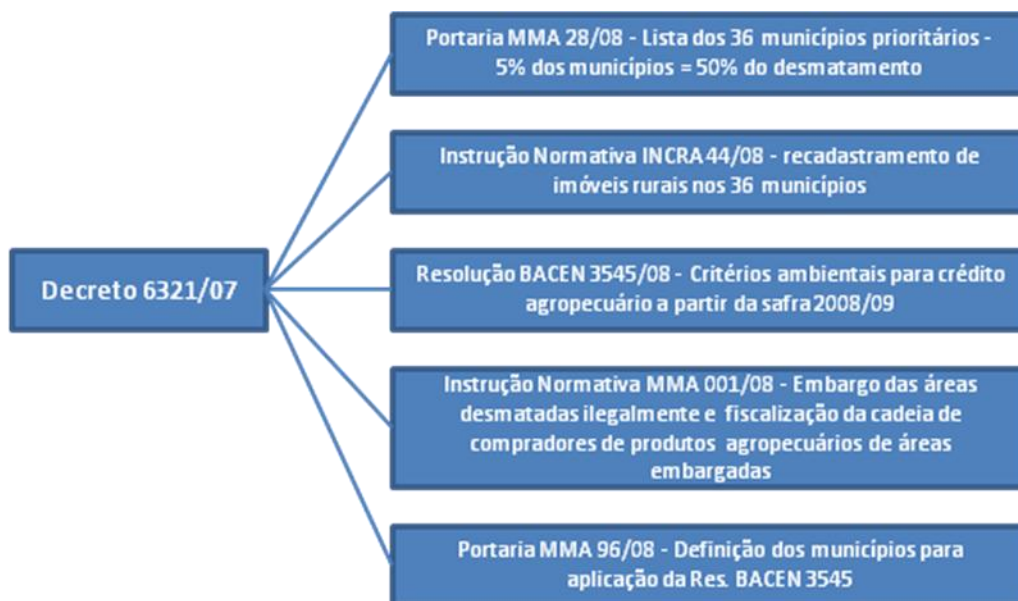 Portaria MMA 28/08 - Lista dos 36 municípios prioritários -
5% dos municípios = 50% do desmatamento
Instrução Normativa INCRA 44/08 - recadastramento de
imóveis rurais nos 36 municípios
Decreto 6321/07
Resolução BACEN 3545/08 - Critérios ambientais para crédito
agropecuário a partir da safra 2008/09
Instrução Normativa MMA 001/08 - Embargo das áreas
desmatadas ilegalmente e fiscalização da cadeia de
compradores de produtos agropecuários de áreas
embargadas
Portaria MMA 96/08 - Definição dos municípios para
aplicação da Res. BACEN 3545